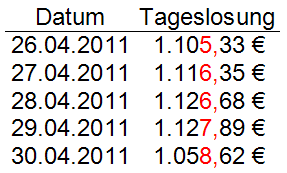 Datum Tageslosung
26.04.2011 1.105,33 €
27.04.2011 1.116,35 €
28.04.2011 1.126,68 €
29.04.2011 1.127,89 €
30.04.2011 1.058,62 €